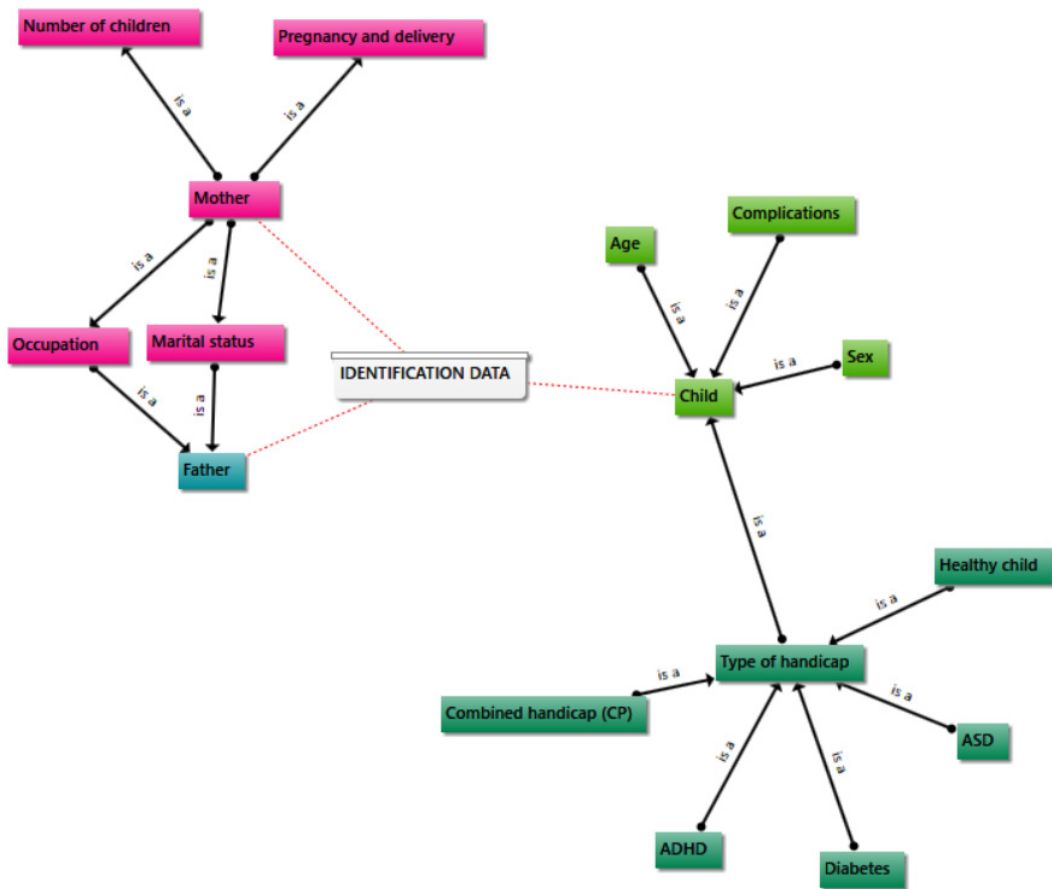 Number of children
Pregnancy and delivery
is a
is a
Mother
Complications
Age
is a
is a
is a
is a
Occupation
Marital status
IDENTIFICATION DATA
Sex
is a
Child
is a
is a
Father
is a
Healthy child
is a
Type of handicap
is a
Combined handicap (CP)
is a
ASD
is a
is a
ADHD
Diabetes